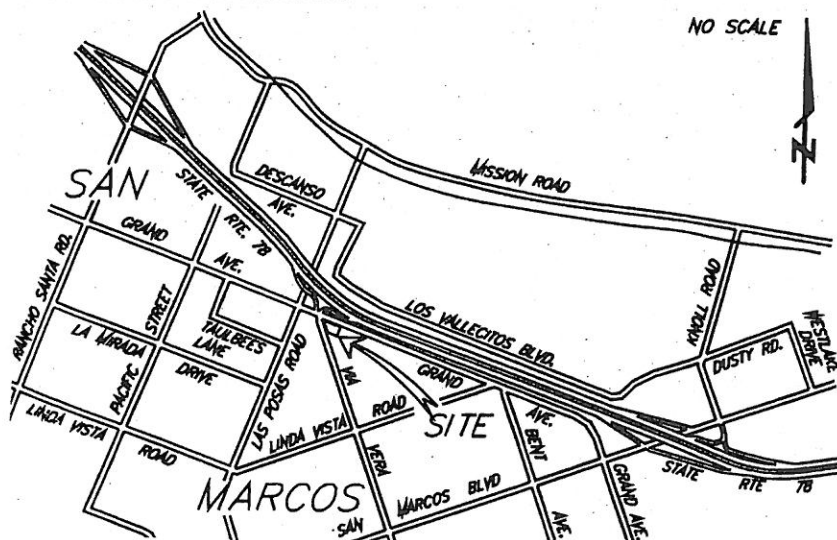 NO SCALE
N
MISSION ROAD
DESCANSO
AVE.
SAN
STATE
RTE. 78
GRAND
AVE.
RANCHO SANTA RD.
LOS VALLECITOS BLVD.
KNOLL ROAD
WESTLAKE
DRIVE
DUSTY RD.
PACIFIC
STREET
TAULBEES
LANE
LA MIRADA
DRIVE
LAS POSAS ROAD
VIA
VERA
GRAND
AVE.
SITE
LINDA VISTA
ROAD
LINDA VISTA
ROAD
BENT
AVE.
GRAND AVE.
STATE
RTE
78
MARCOS
SAN
MARCOS BLVD